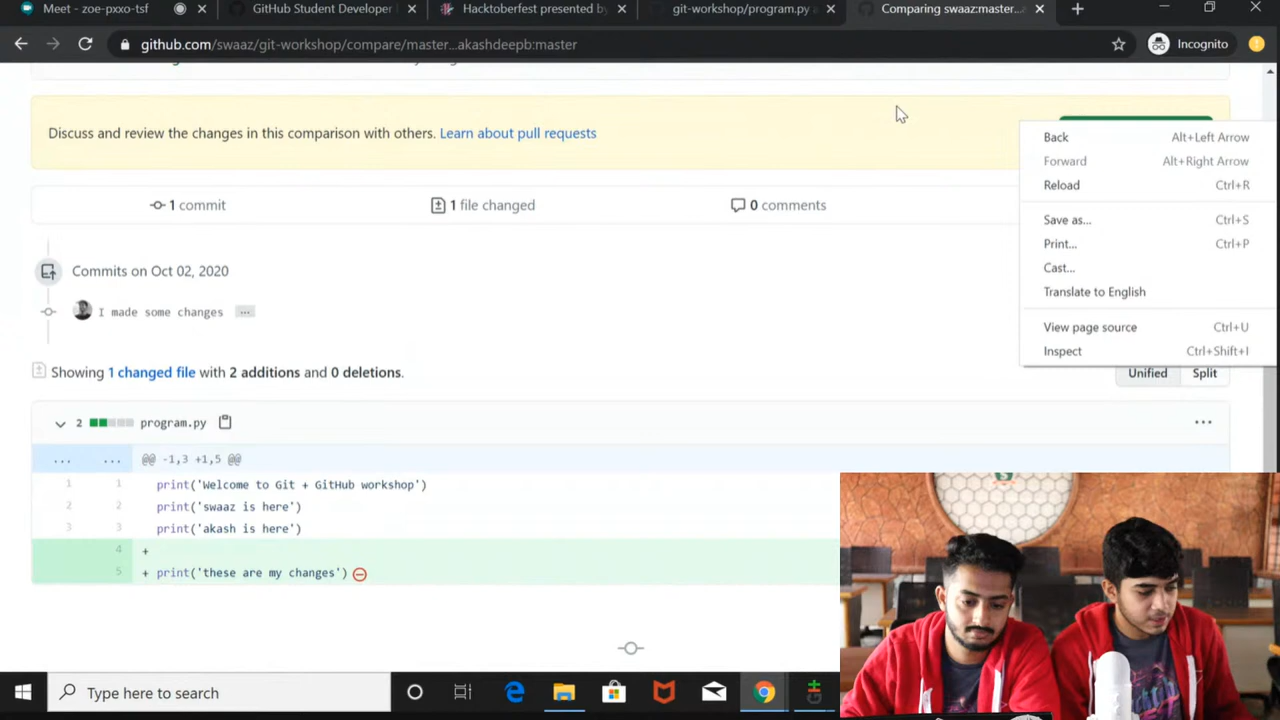 Meet - zoe-pxxo-tsf
GitHub Student Developer
Hacktoberfest presented by
git-workshop/program.py a
Comparing swaaz:master...
github.com/swaaz/git-workshop/compare/master...akashdeepb:master
Incognito
Discuss and review the changes in this comparison with others. Learn about pull requests
Back Alt+Left Arrow
Forward Alt+Right Arrow
Reload Ctrl+R
Save as... Ctrl+S
Print... Ctrl+P
Cast...
Translate to English
View page source Ctrl+U
Inspect Ctrl+Shift+I
1 commit
1 file changed
0 comments
Commits on Oct 02, 2020
I made some changes ...
Showing 1 changed file with 2 additions and 0 deletions.
Unified Split
2 program.py ...
... ... @@ -1,3 +1,5 @@
1 1 print('Welcome to Git + GitHub workshop')
2 2 print('swaaz is here')
3 3 print('akash is here')
4 +
5 + print('these are my changes')
Type here to search